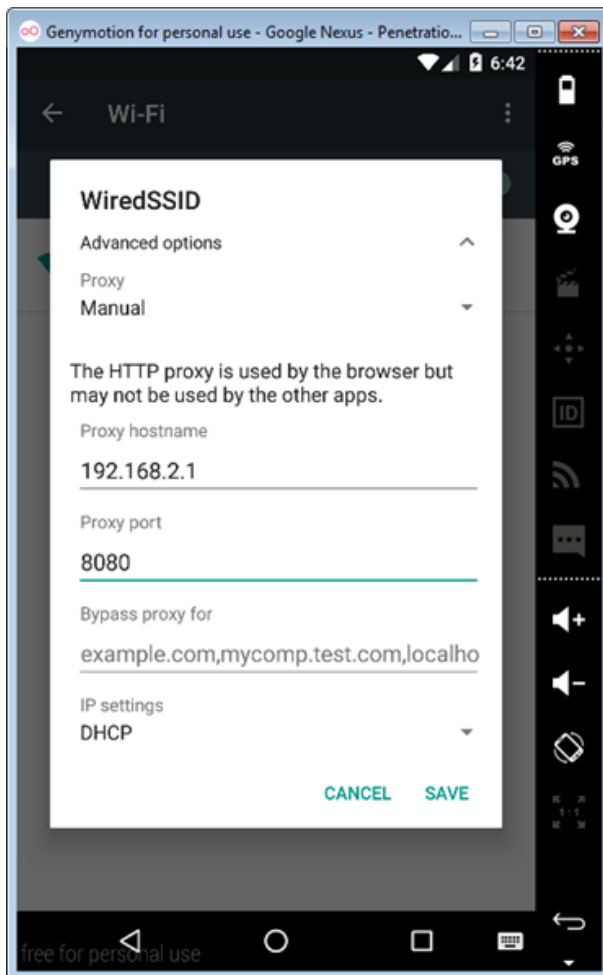 Genymotion for personal use - Google Nexus - Penetratio...
6:42
Wi-Fi
GPS
WiredSSID
Advanced options
Proxy
Manual
The HTTP proxy is used by the browser but
may not be used by the other apps.
Proxy hostname
192.168.2.1
Proxy port
8080
Bypass proxy for
example.com,mycomp.test.com,localho
IP settings
DHCP
CANCEL SAVE
ID
+
-
1:1
free for personal use